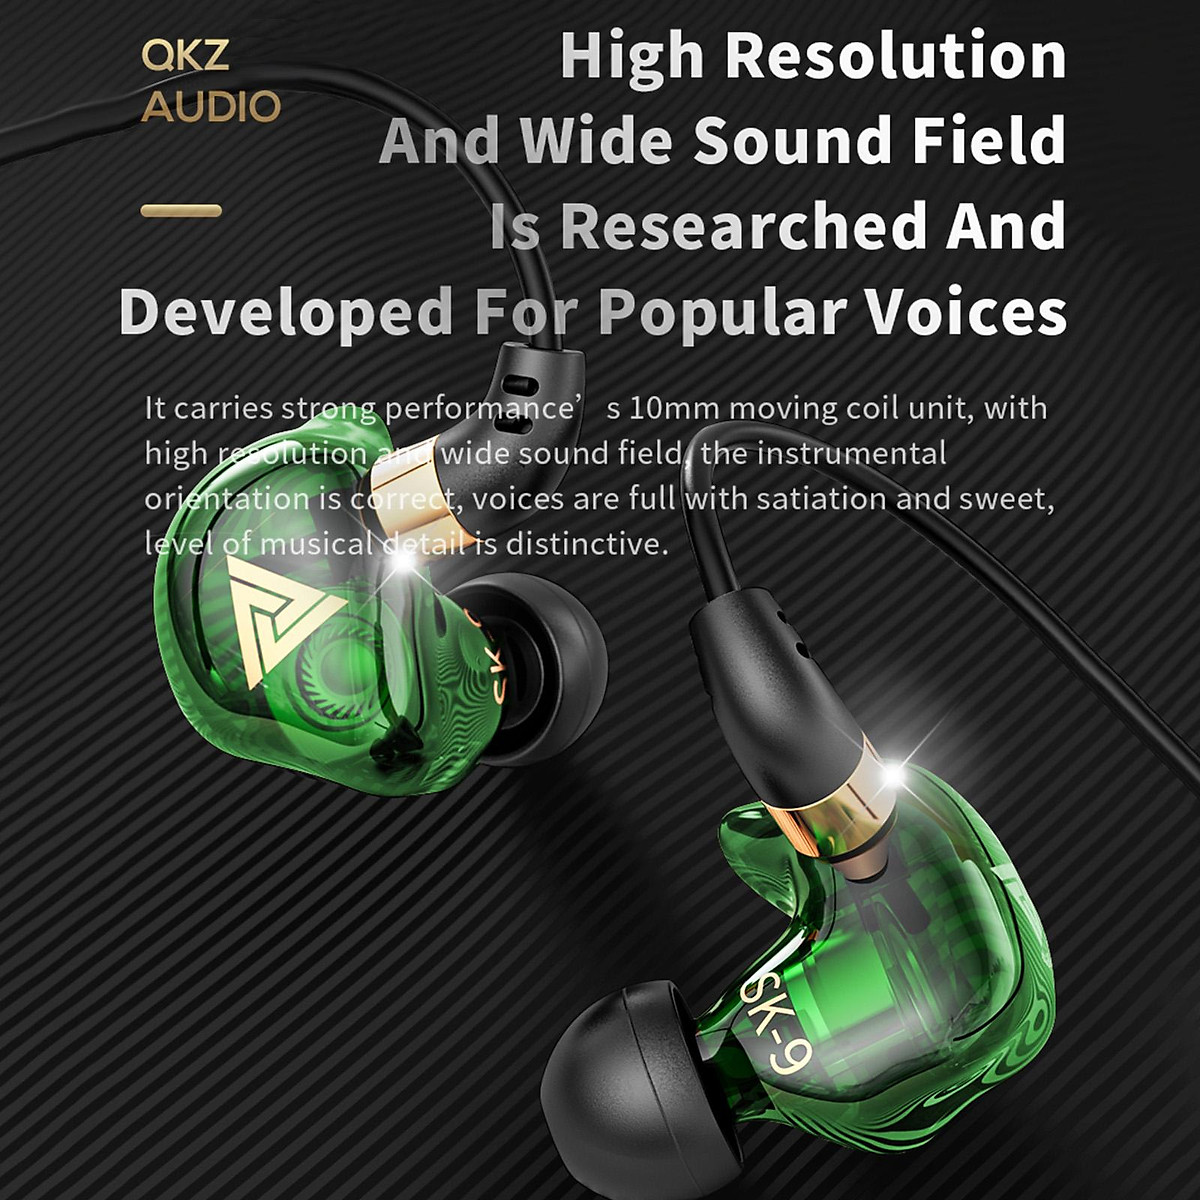 QKZ
AUDIO
High Resolution
And Wide Sound Field
Is Researched And
Developed For Popular Voices
It carries strong performance’ s 10mm moving coil unit, with
high resolution and wide sound field, the instrumental
orientation is correct, voices are full with satiation and sweet,
level of musical detail is distinctive.
SK-9